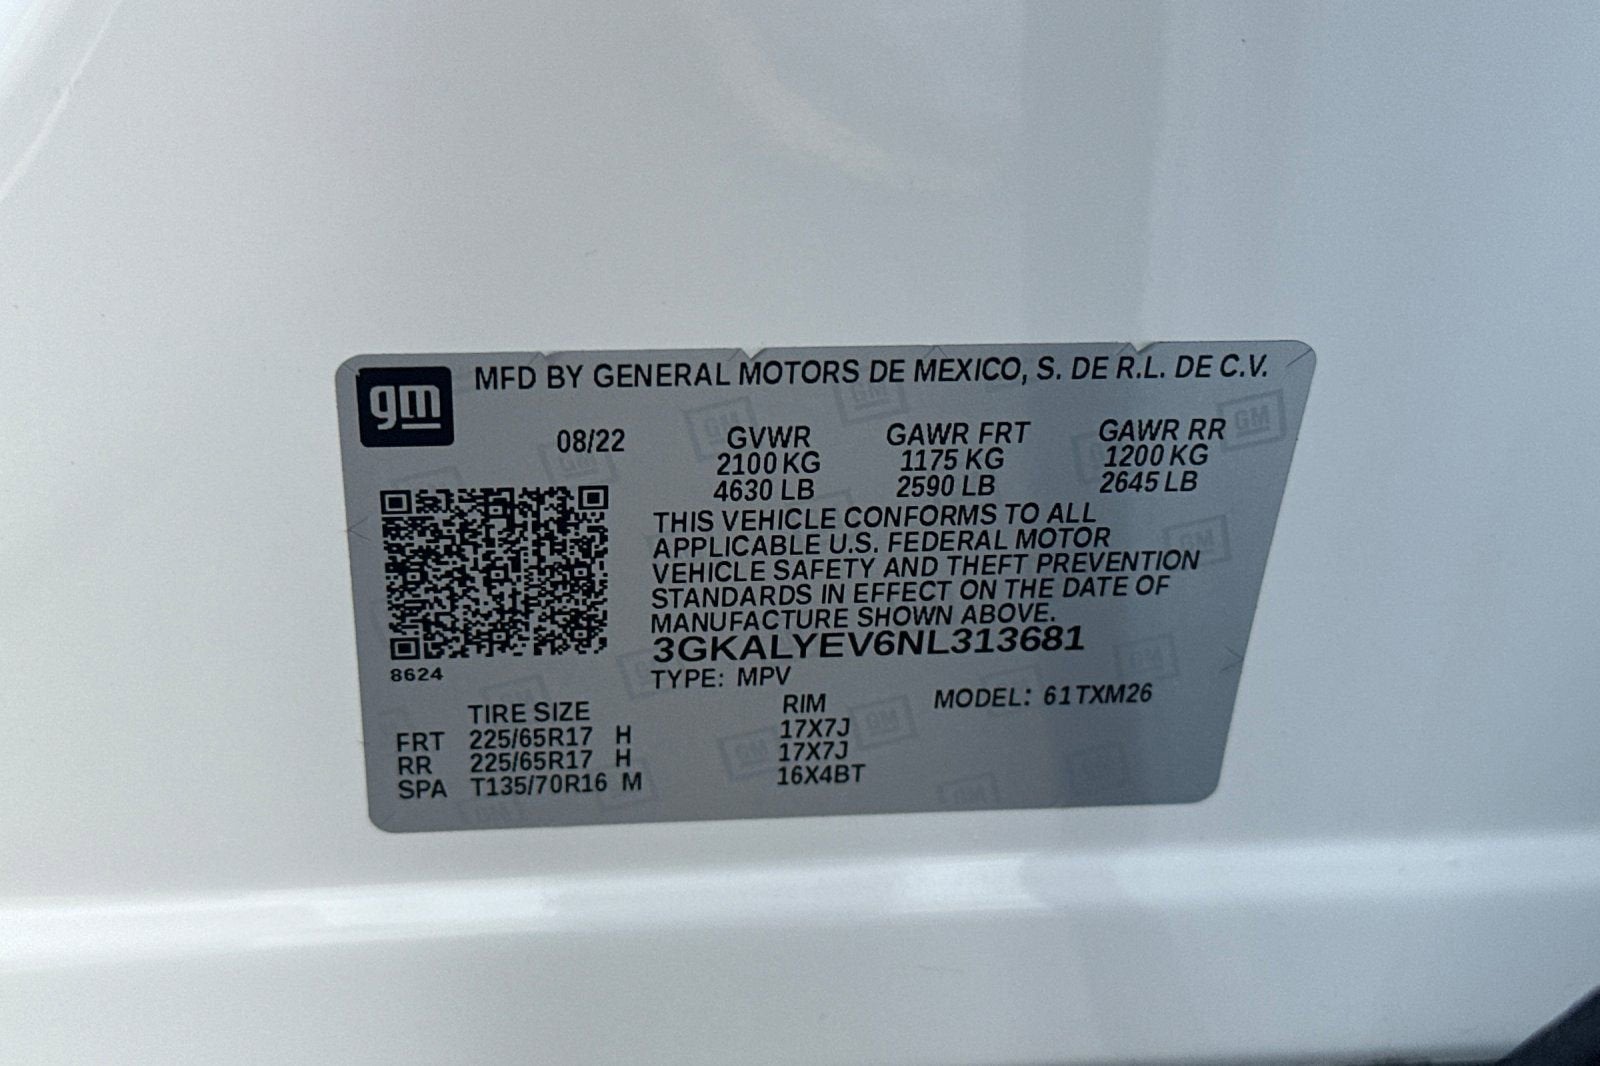 gm MFD BY GENERAL MOTORS DE MEXICO, S. DE R.L. DE C.V.
08/22 GVWR GAWR FRT GAWR RR
2100 KG 1175 KG 1200 KG
4630 LB 2590 LB 2645 LB
THIS VEHICLE CONFORMS TO ALL
APPLICABLE U.S. FEDERAL MOTOR
VEHICLE SAFETY AND THEFT PREVENTION
STANDARDS IN EFFECT ON THE DATE OF
MANUFACTURE SHOWN ABOVE.
3GKALYEV6NL313681
8624 TYPE: MPV
TIRE SIZE RIM MODEL: 61TXM26
FRT 225/65R17 H 17X7J
RR 225/65R17 H 17X7J
SPA T135/70R16 M 16X4BT